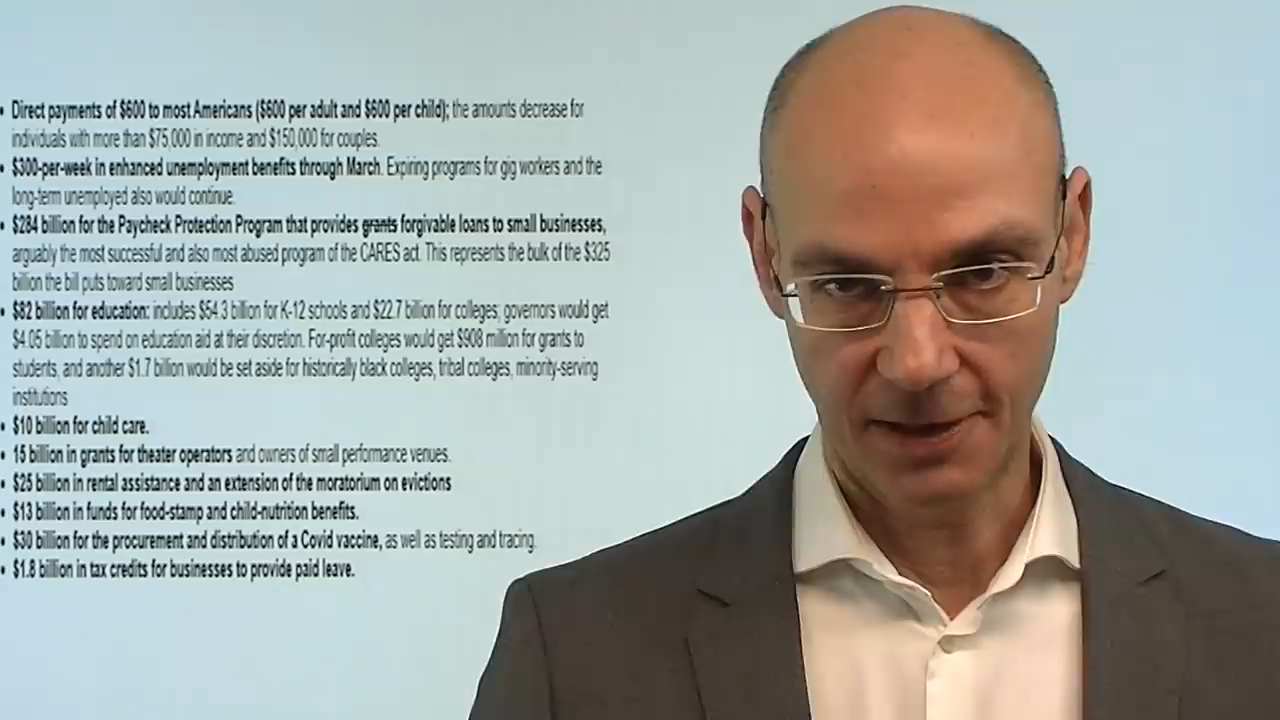 • Direct payments of $600 to most Americans ($600 per adult and $600 per child); the amounts decrease for
individuals with more than $75,000 in income and $150,000 for couples.
• $300-per-week in enhanced unemployment benefits through March. Expiring programs for gig workers and the
long-term unemployed also would continue.
• $284 billion for the Paycheck Protection Program that provides grants forgivable loans to small businesses,
arguably the most successful and also most abused program of the CARES act. This represents the bulk of the $325
billion the bill puts toward small businesses
• $82 billion for education: includes $54.3 billion for K-12 schools and $22.7 billion for colleges; governors would get
$4.05 billion to spend on education aid at their discretion. For-profit colleges would get $908 million for grants to
students, and another $1.7 billion would be set aside for historically black colleges, tribal colleges, minority-serving
institutions
• $10 billion for child care.
• 15 billion in grants for theater operators and owners of small performance venues.
• $25 billion in rental assistance and an extension of the moratorium on evictions
• $13 billion in funds for food-stamp and child-nutrition benefits.
• $30 billion for the procurement and distribution of a Covid vaccine, as well as testing and tracing.
• $1.8 billion in tax credits for businesses to provide paid leave.